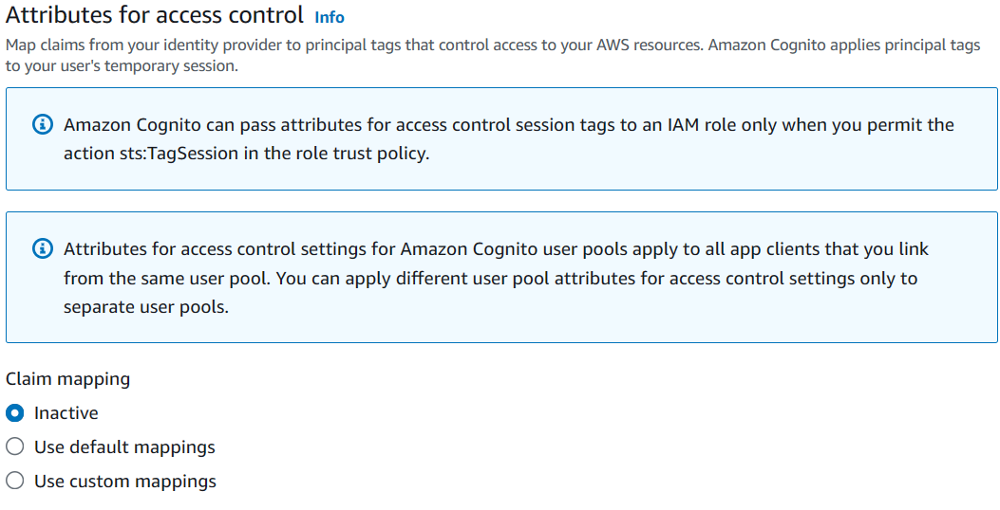 Attributes for access control Info
Map claims from your identity provider to principal tags that control access to your AWS resources. Amazon Cognito applies principal tags
to your user's temporary session.
Amazon Cognito can pass attributes for access control session tags to an IAM role only when you permit the
action sts:TagSession in the role trust policy.
Attributes for access control settings for Amazon Cognito user pools apply to all app clients that you link
from the same user pool. You can apply different user pool attributes for access control settings only to
separate user pools.
Claim mapping
Inactive
Use default mappings
Use custom mappings